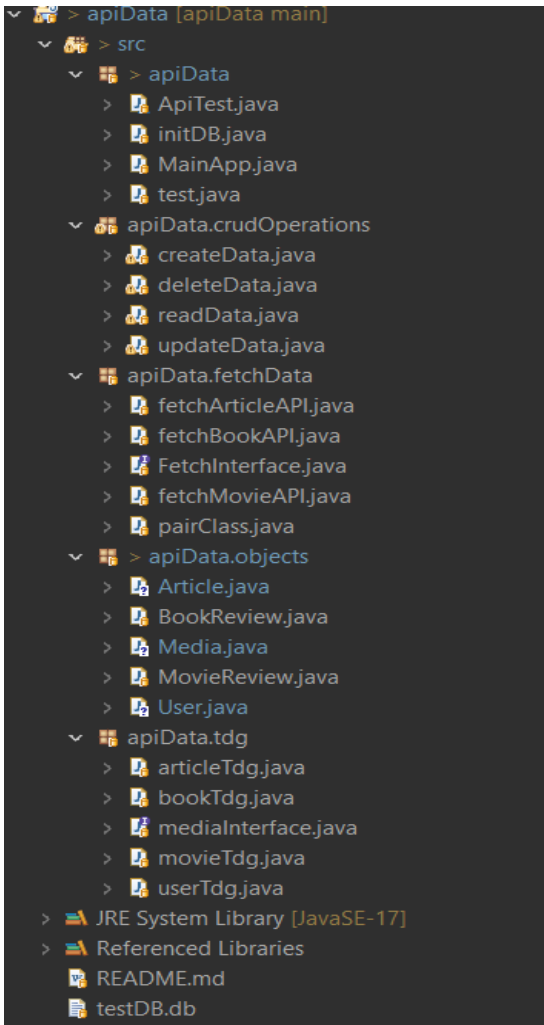 > apiData [apiData main]
> src
> apiData
ApiTest.java
initDB.java
MainApp.java
test.java
apiData.crudOperations
createData.java
deleteData.java
readData.java
updateData.java
apiData.fetchData
fetchArticleAPI.java
fetchBookAPI.java
FetchInterface.java
fetchMovieAPI.java
pairClass.java
> apiData.objects
Article.java
BookReview.java
Media.java
MovieReview.java
User.java
apiData.tdg
articleTdg.java
bookTdg.java
mediaInterface.java
movieTdg.java
userTdg.java
JRE System Library [JavaSE-17]
Referenced Libraries
README.md
testDB.db